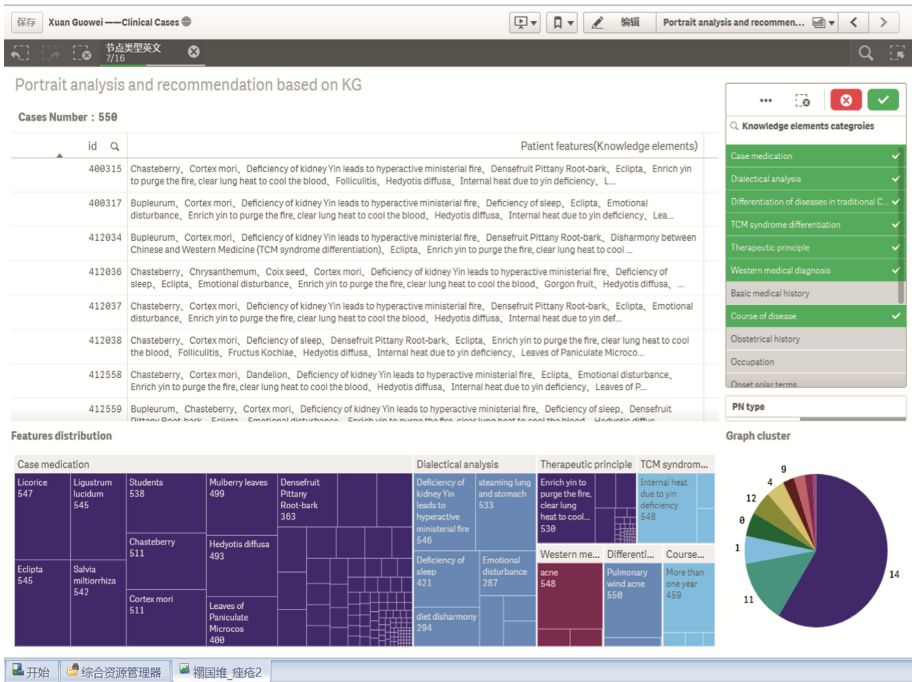 保存 Xuan Guowei ——Clinical Cases 编辑 Portrait analysis and recommen...
节点类型英文
7/16
Portrait analysis and recommendation based on KG
Cases Number：550
id Patient features(Knowledge elements)
400315 Chasteberry、Cortex mori、Deficiency of kidney Yin leads to hyperactive ministerial fire、Densefruit Pittany Root-bark、Eclipta、Enrich yin
to purge the fire, clear lung heat to cool the blood、Folliculitis、Hedyotis diffusa、Internal heat due to yin deficiency、L...
400317 Bupleurum、Cortex mori、Deficiency of kidney Yin leads to hyperactive ministerial fire、Deficiency of sleep、Eclipta、Emotional
disturbance、Enrich yin to purge the fire, clear lung heat to cool the blood、Hedyotis diffusa、Internal heat due to yin deficiency、Lea...
412034 Bupleurum、Cortex mori、Deficiency of kidney Yin leads to hyperactive ministerial fire、Densefruit Pittany Root-bark、Disharmony between
Chinese and Western Medicine (TCM syndrome differentiation)、Eclipta、Enrich yin to purge the fire, clear lung heat to cool ...
412036 Chasteberry、Chrysanthemum、Coix seed、Cortex mori、Deficiency of kidney Yin leads to hyperactive ministerial fire、Deficiency of
sleep、Eclipta、Emotional disturbance、Enrich yin to purge the fire, clear lung heat to cool the blood、Gorgon fruit、Hedyotis diffusa、...
412037 Chasteberry、Cortex mori、Deficiency of kidney Yin leads to hyperactive ministerial fire、Densefruit Pittany Root-bark、Eclipta、Emotional
disturbance、Enrich yin to purge the fire, clear lung heat to cool the blood、Hedyotis diffusa、Internal heat due to yin def...
412038 Chasteberry、Cortex mori、Deficiency of sleep、Densefruit Pittany Root-bark、Eclipta、Enrich yin to purge the fire, clear lung heat to cool
the blood、Folliculitis、Fructus Kochiae、Hedyotis diffusa、Internal heat due to yin deficiency、Leaves of Paniculate Microco...
412558 Chasteberry、Cortex mori、Dandelion、Deficiency of kidney Yin leads to hyperactive ministerial fire、Eclipta、Emotional disturbance、
Enrich yin to purge the fire, clear lung heat to cool the blood、Hedyotis diffusa、Internal heat due to yin deficiency、Leaves of P...
412559 Bupleurum、Chasteberry、Cortex mori、Deficiency of kidney Yin leads to hyperactive ministerial fire、Deficiency of sleep、Densefruit
Knowledge elements categroies
Case medication
Dialectical analysis
Differentiation of diseases in traditional C...
TCM syndrome differentiation
Therapeutic principle
Western medical diagnosis
Basic medical history
Course of disease
Obstetrical history
Occupation
Onset solar terms
PN type
Features distribution
Case medication
Licorice
547
Ligustrum
lucidum
545
Students
538
Mulberry leaves
499
Densefruit
Pittany
Root-bark
363
Chasteberry
511
Hedyotis diffusa
493
Eclipta
545
Salvia
miltiorrhiza
542
Cortex mori
511
Leaves of
Paniculate
Microcos
400
Dialectical analysis
Deficiency of
kidney Yin
leads to
hyperactive
ministerial fire
546
steaming lung
and stomach
533
Deficiency of
sleep
421
Emotional
disturbance
287
diet disharmony
294
Therapeutic principle
Enrich yin to
purge the fire,
clear lung
heat to cool...
530
TCM syndrom...
Internal heat
due to yin
deficiency
548
Western me...
acne
548
Differenti...
Pulmonary
wind acne
550
Course...
More than
one year
459
Graph cluster
9
4
12
0
1
11
14
开始 综合资源管理器 禤国维_痤疮2